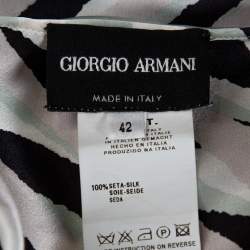 GIORGIO ARMANI
MADE IN ITALY
42 T.
IN ITALIEN GEMACHT
HECHO EN ITALIA
PRODUZIDO NA ITALIA
100%SETA-SILK
SOIE-SEIDE
SEDA
INSTRUCTION ON REVERSE